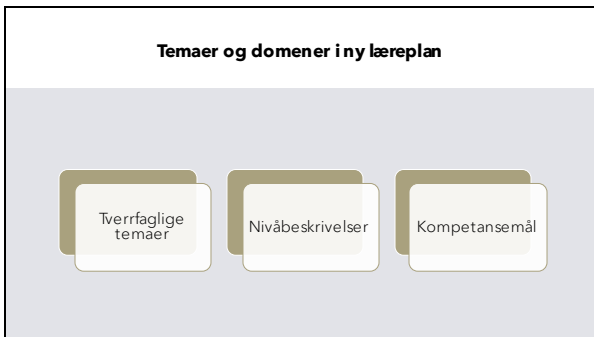 Temaer og domener i ny læreplan
Tverrfaglige
temaer
Nivåbeskrivelser
Kompetansemål